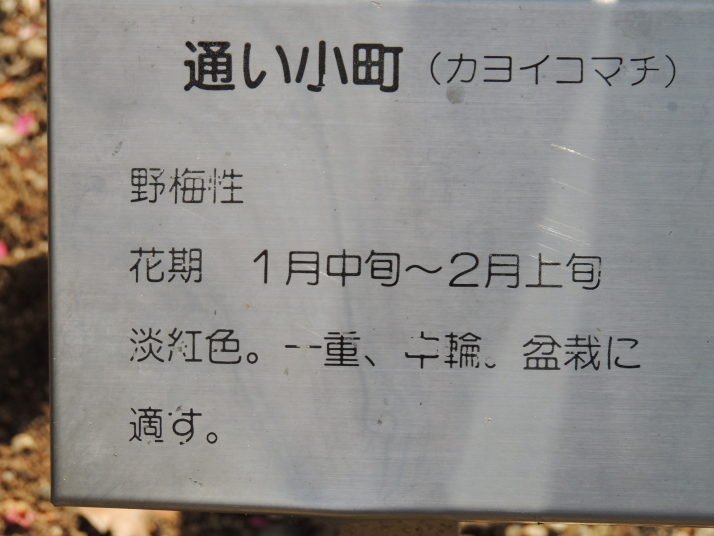 通い小町（カヨイコマチ）
野梅性
花期　１月中旬～２月上旬
淡紅色。一重、中輪。盆栽に
適す。